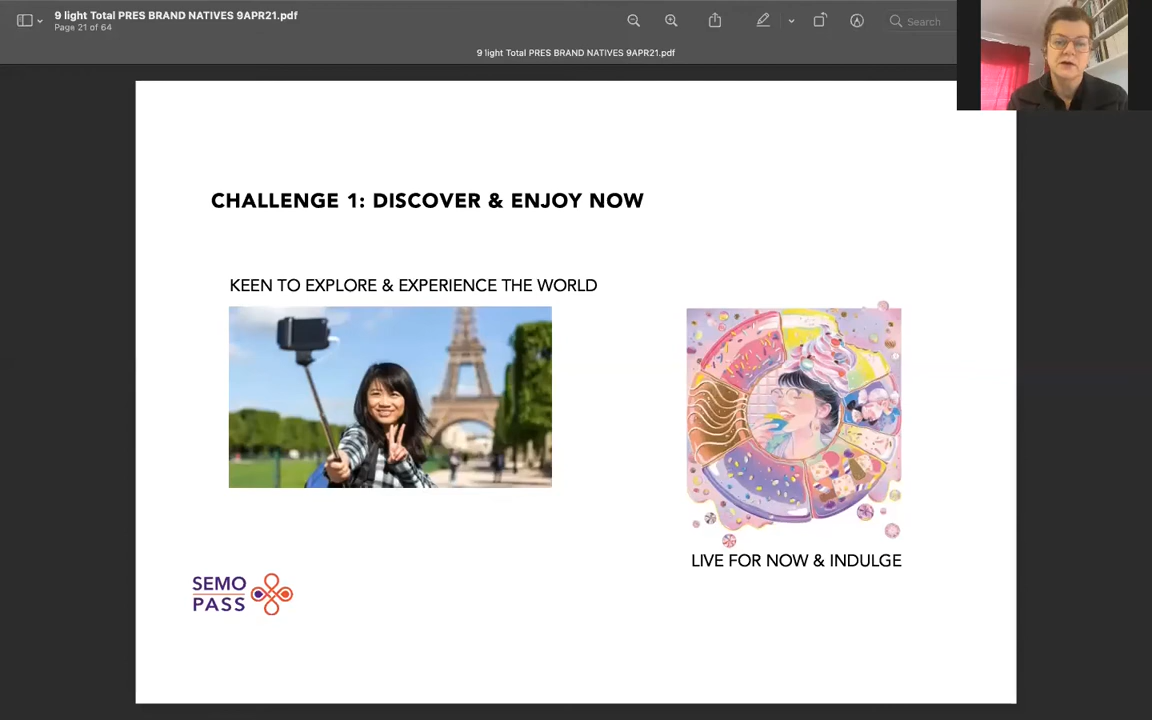 9 light Total PRES BRAND NATIVES 9APR21.pdf
Page 21 of 64
Search
9 light Total PRES BRAND NATIVES 9APR21.pdf
CHALLENGE 1: DISCOVER & ENJOY NOW
KEEN TO EXPLORE & EXPERIENCE THE WORLD
LIVE FOR NOW & INDULGE
SEMO
PASS